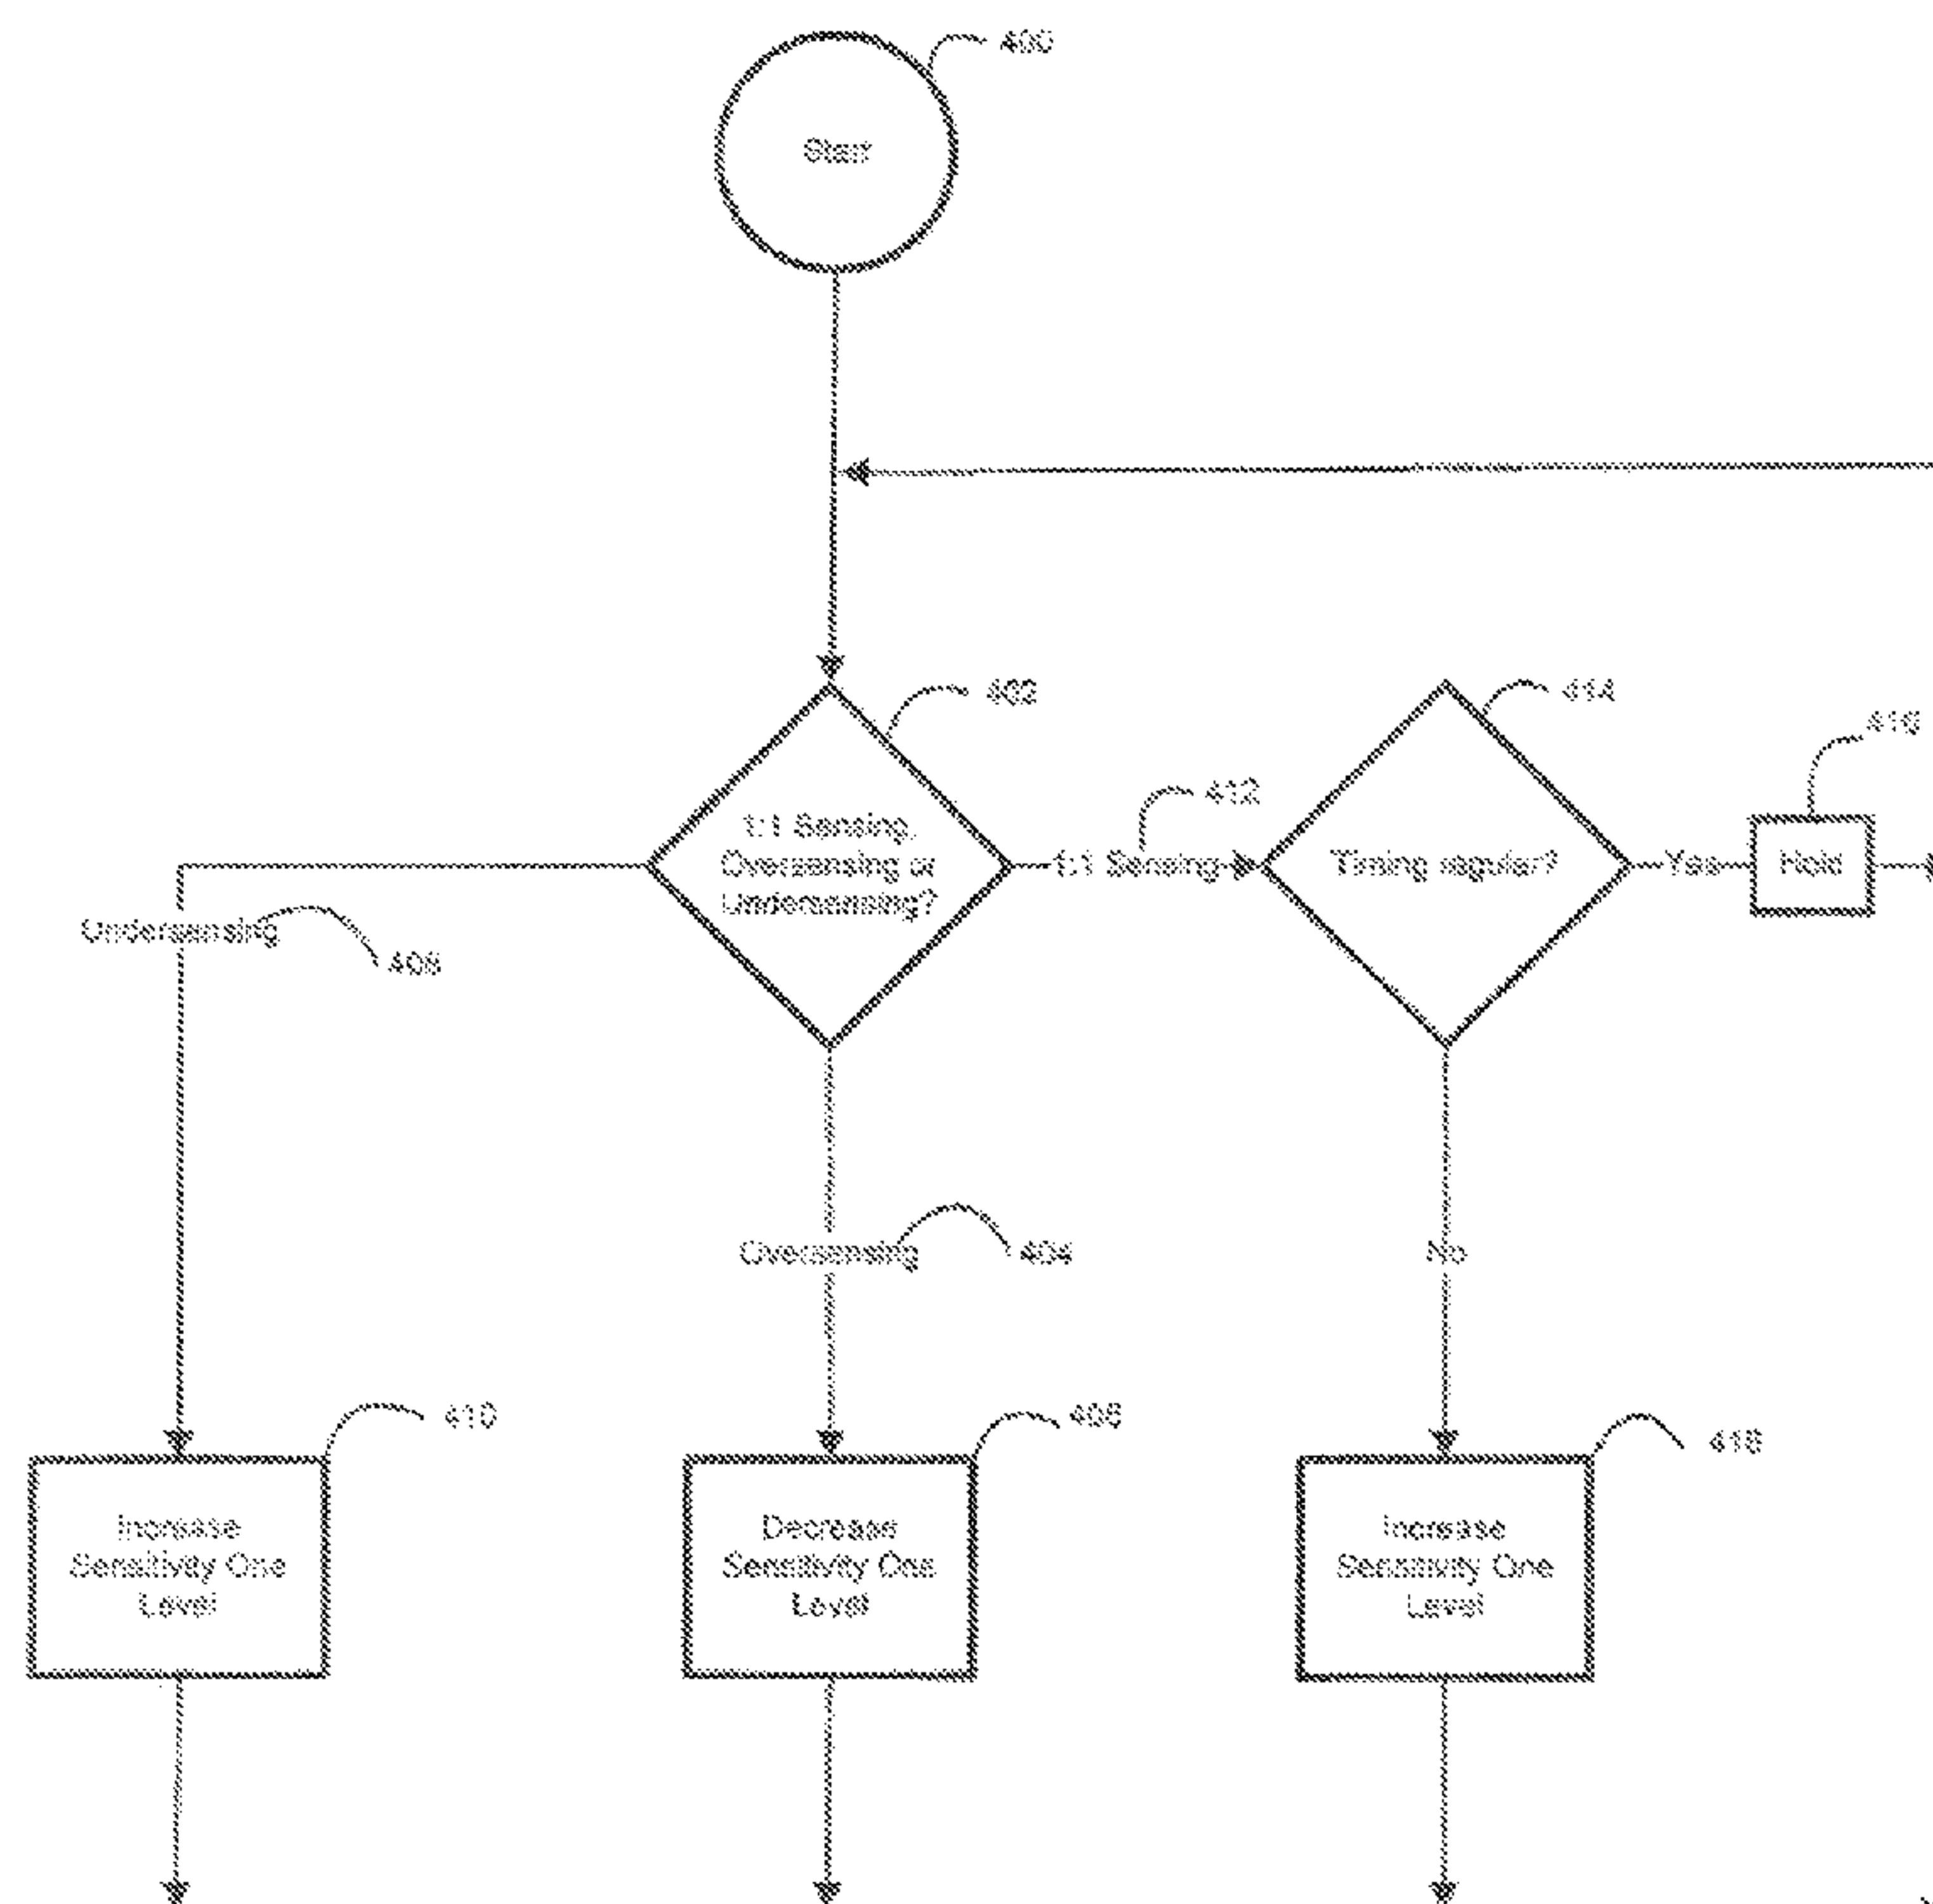 400
Start
402
414
416
412
1:1 Sensing,
Oversensing or
Undersensing?
1:1 Sensing
Timing regular?
Yes
Hold
Undersensing
408
Oversensing
404
No
410
406
418
Increase
Sensitivity One
Level
Decrease
Sensitivity One
Level
Increase
Sensitivity One
Level